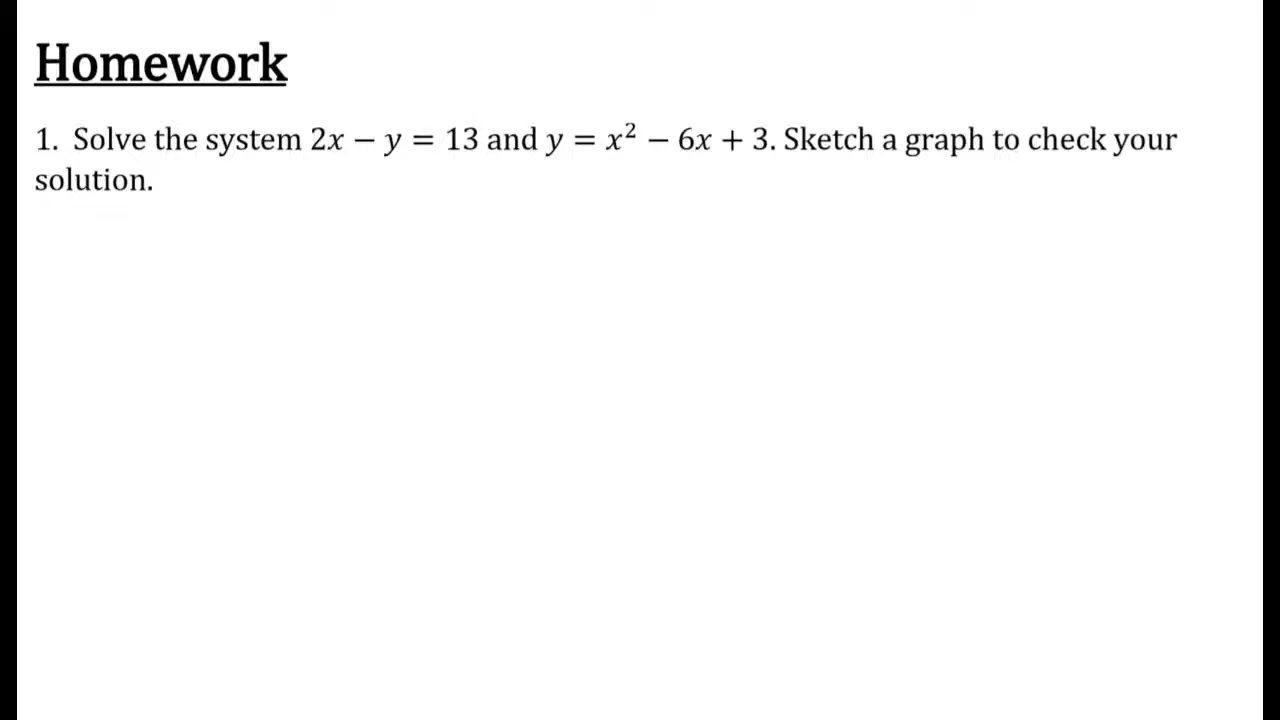 Homework
1. Solve the system 2x − y = 13 and y = x² − 6x + 3. Sketch a graph to check your
solution.